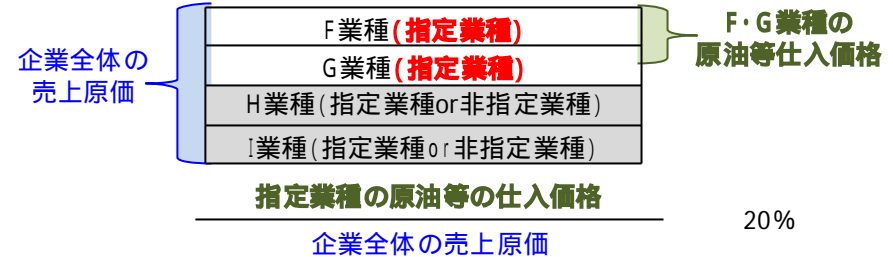 F業種(指定業種)
G業種(指定業種)
H業種(指定業種or非指定業種)
I業種(指定業種or非指定業種)
企業全体の
売上原価
F・G業種の
原油等仕入価格
指定業種の原油等の仕入価格
企業全体の売上原価
20%